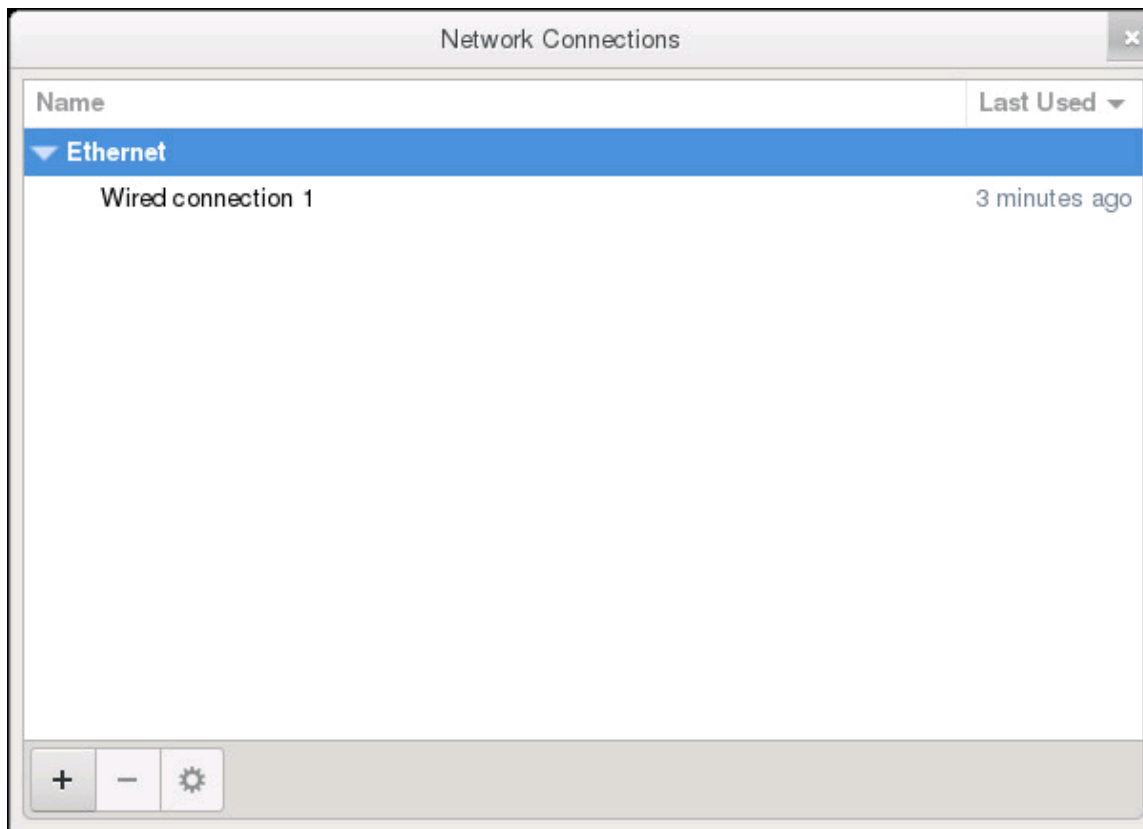 Network Connections
Name Last Used
Ethernet
Wired connection 1 3 minutes ago